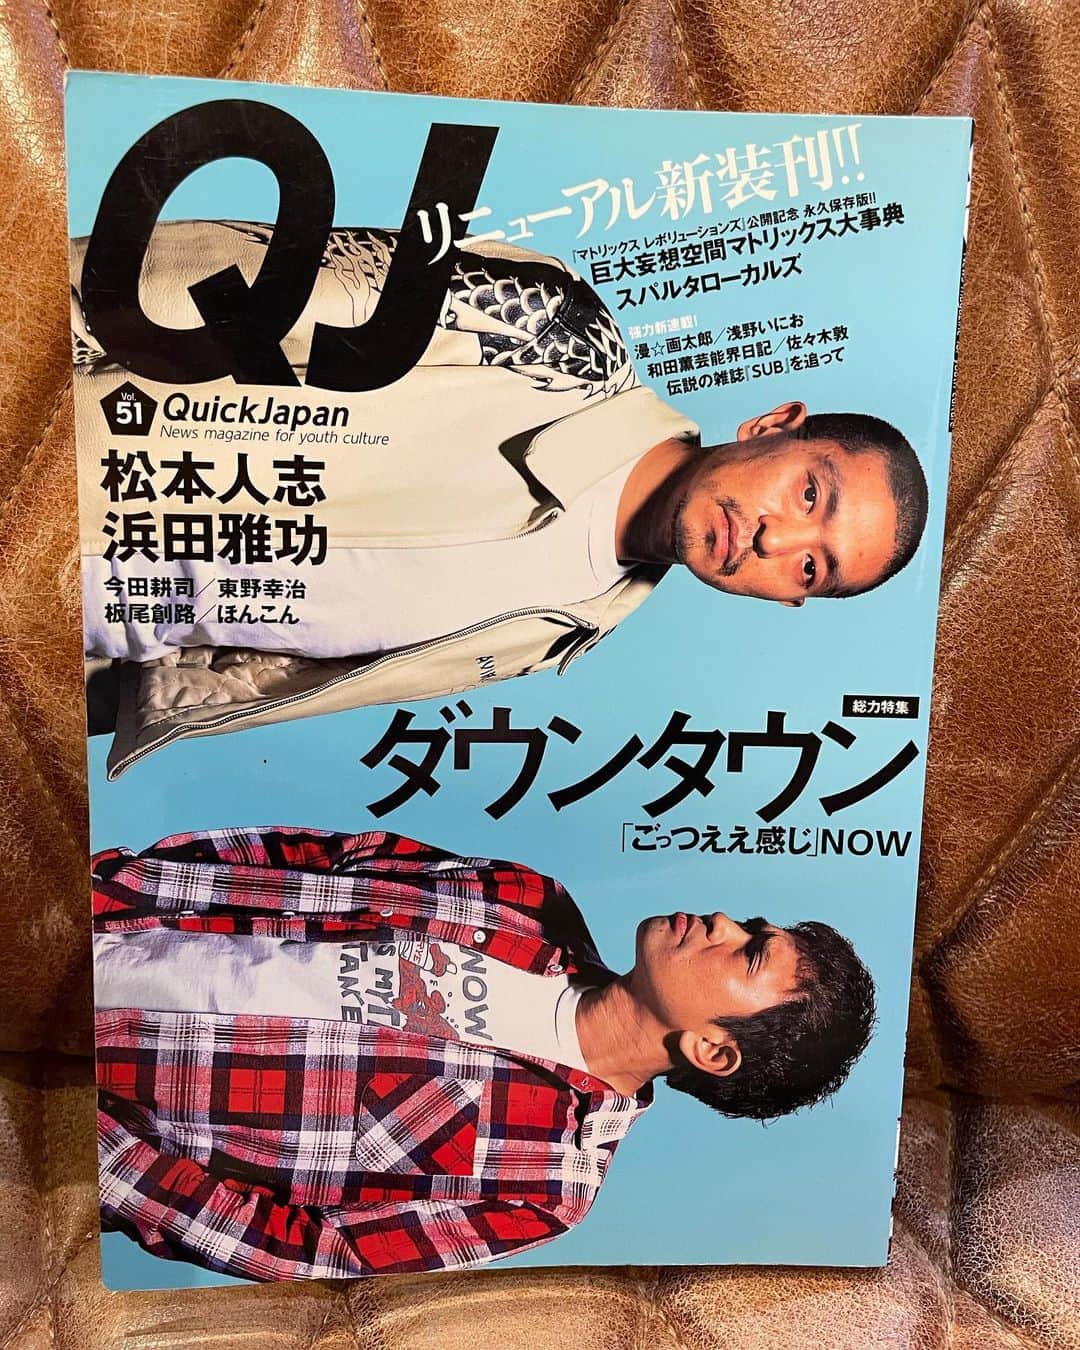 QJ
リニューアル新装刊!!
『マトリックス レボリューションズ』公開記念 永久保存版!!
巨大妄想空間マトリックス大事典
スパルタローカルズ
強力新連載!
漫☆画太郎／浅野いにお
和田薫芸能界日記／佐々木敦
伝説の雑誌『SUB』を追って
Vol.
51
QuickJapan
News magazine for youth culture
松本人志
浜田雅功
今田耕司／東野幸治
板尾創路／ほんこん
総力特集
ダウンタウン
「ごっつええ感じ」NOW
NOW
IS MY
TAKE